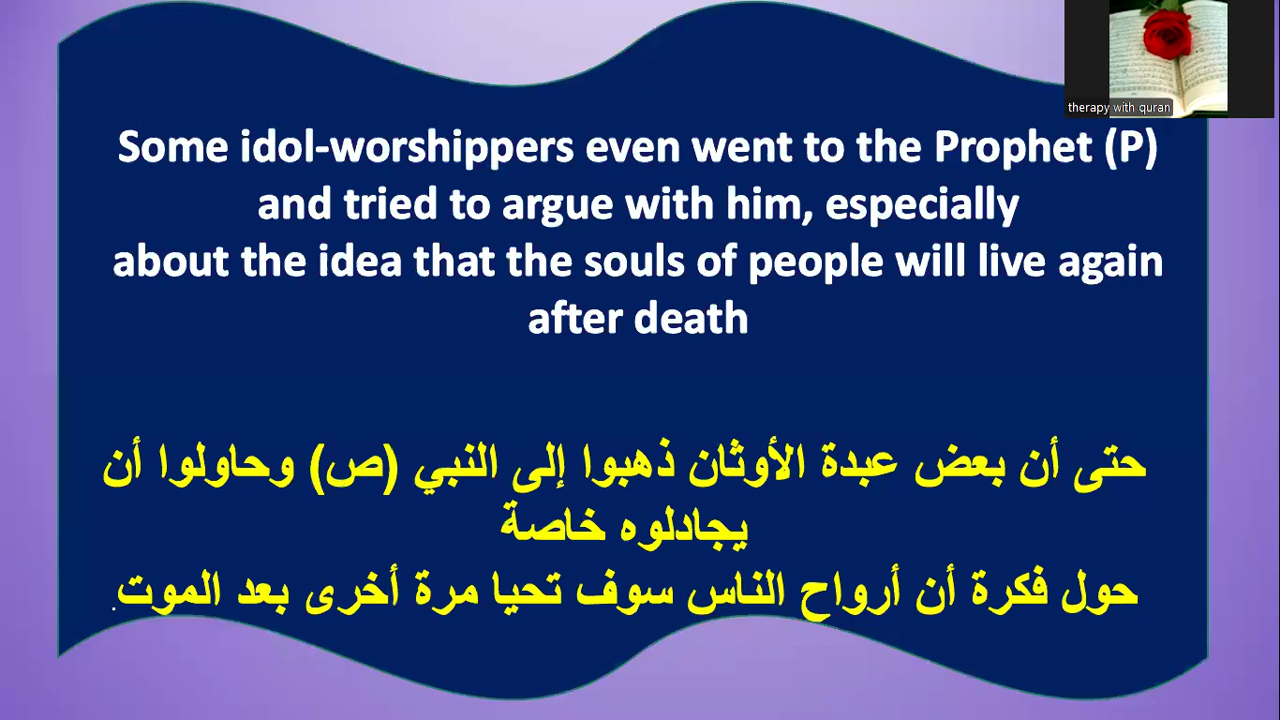 therapy with quran
Some idol-worshippers even went to the Prophet (P)
and tried to argue with him, especially
about the idea that the souls of people will live again
after death
حتى أن بعض عبدة الأوثان ذهبوا إلى النبي (ص) وحاولوا أن
يجادلوه خاصة
حول فكرة أن أرواح الناس سوف تحيا مرة أخرى بعد الموت.